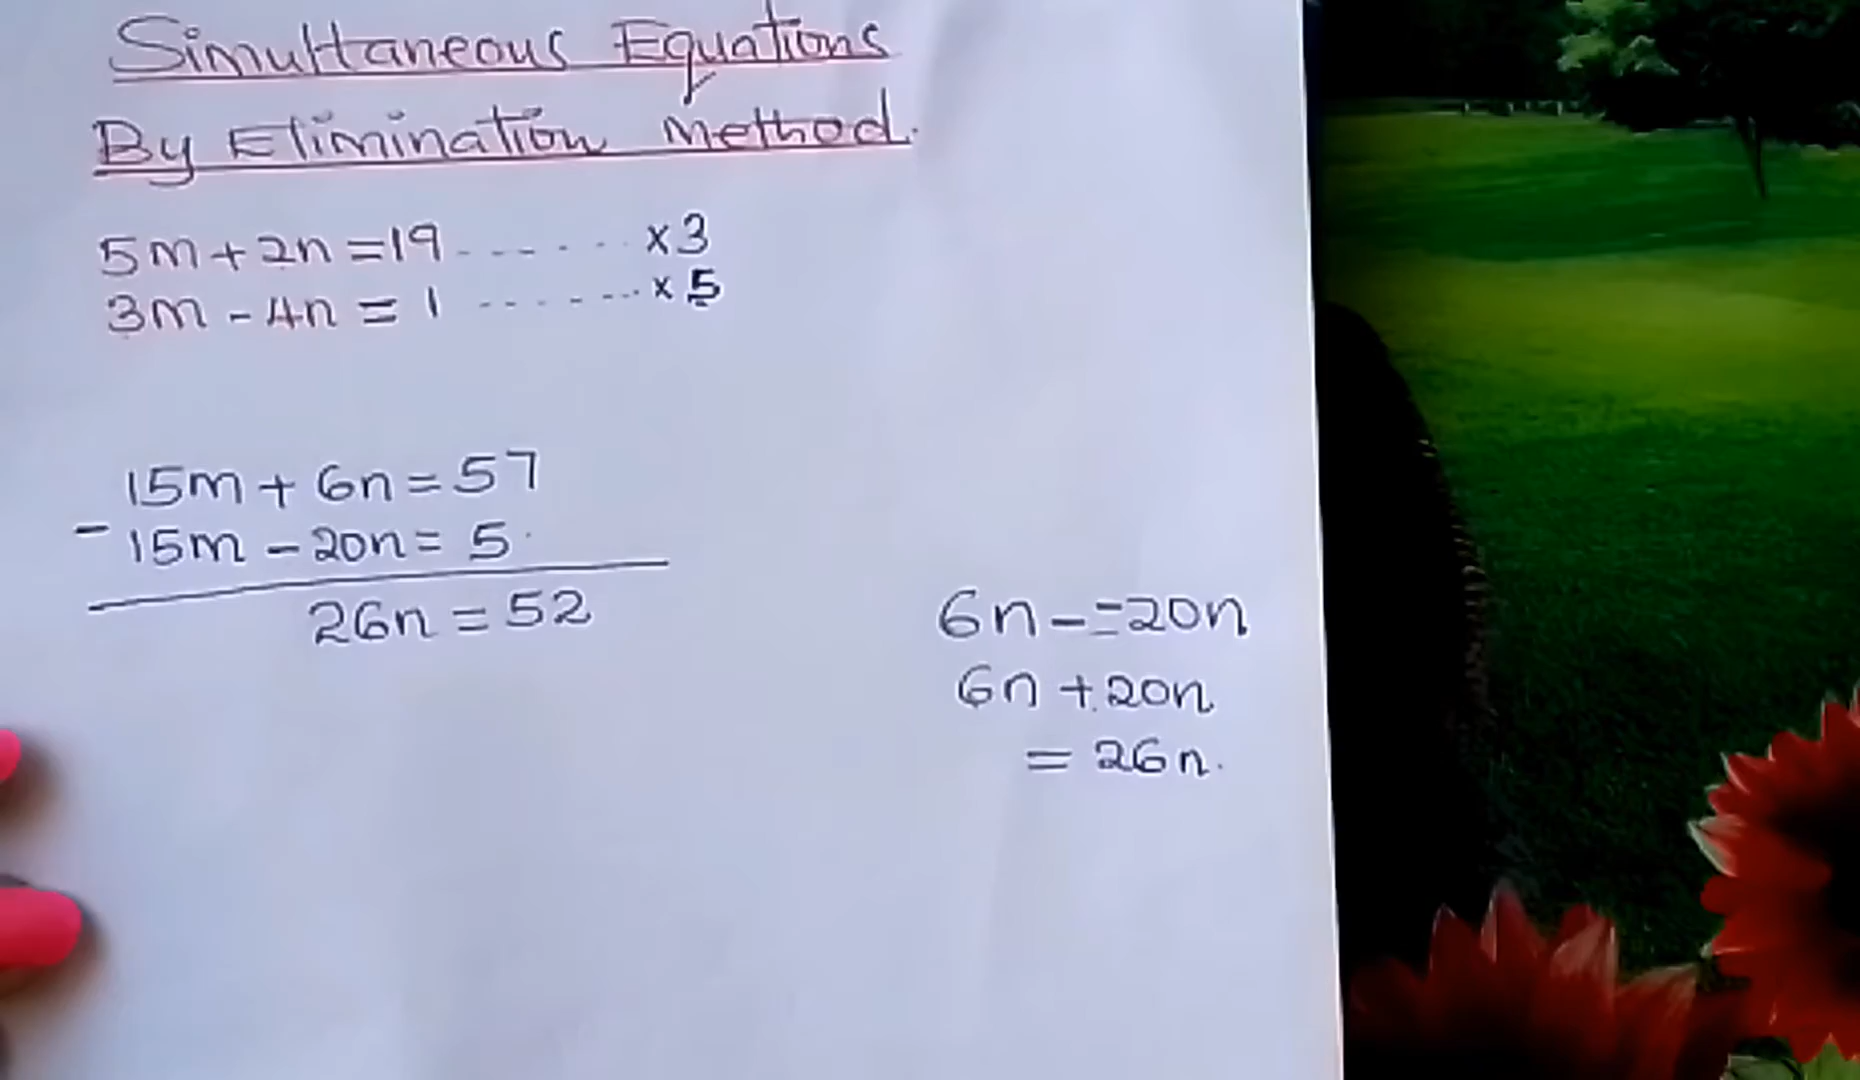 Simultaneous Equations
By Elimination Method.
5m + 2n = 19 ------- x3
3m - 4n = 1 ------- x5
15m + 6n = 57
- 15m - 20n = 5
26n = 52
6n - -20n
6n + 20n
= 26n.